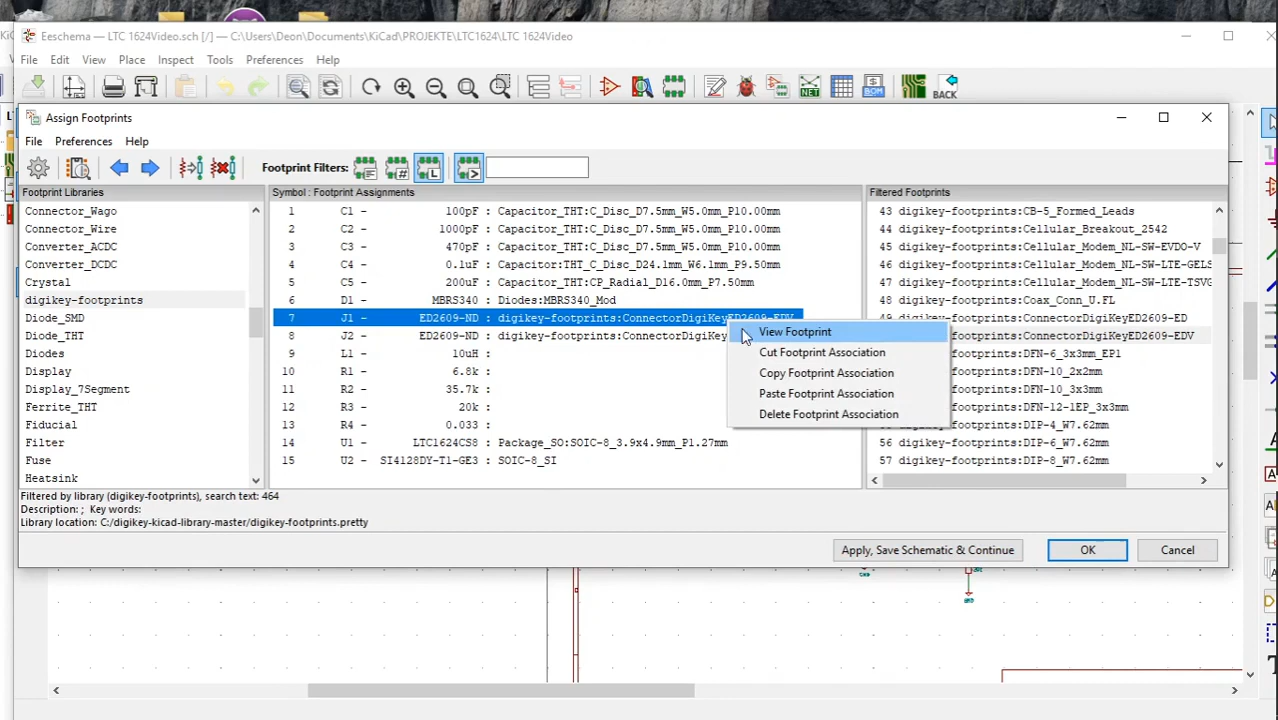 Eeschema — LTC 1624Video.sch [/] — C:\Users\Deon\Documents\KiCad\PROJEKTE\LTC1624\LTC 1624Video
File Edit View Place Inspect Tools Preferences Help
NET BOM BACK
Assign Footprints
File Preferences Help
Footprint Filters:
Footprint Libraries
Connector_Wago
Connector_Wire
Converter_ACDC
Converter_DCDC
Crystal
digikey-footprints
Diode_SMD
Diode_THT
Diodes
Display
Display_7Segment
Ferrite_THT
Fiducial
Filter
Fuse
Heatsink
Symbol : Footprint Assignments
1 C1 - 100pF : Capacitor_THT:C_Disc_D7.5mm_W5.0mm_P10.00mm
2 C2 - 1000pF : Capacitor_THT:C_Disc_D7.5mm_W5.0mm_P10.00mm
3 C3 - 470pF : Capacitor_THT:C_Disc_D7.5mm_W5.0mm_P10.00mm
4 C4 - 0.1uF : Capacitor:THT_C_Disc_D24.1mm_W6.1mm_P9.50mm
5 C5 - 100uF : Capacitor_THT:CP_Radial_D16.0mm_P7.50mm
6 D1 - MBRS340 : Diodes:MBRS340_Mod
7 J1 - ED2609-ND : digikey-footprints:ConnectorDigiKeyED2609-EDV
8 J2 - ED2609-ND : digikey-footprints:ConnectorDigiKey
9 L1 - 10uH :
10 R1 - 6.8k :
11 R2 - 35.7k :
12 R3 - 20k :
13 R4 - 0.033 :
14 U1 - LTC1624CS8 : Package_SO:SOIC-8_3.9x4.9mm_P1.27mm
15 U2 - SI4128DY-T1-GE3 : SOIC-8_SI
View Footprint
Cut Footprint Association
Copy Footprint Association
Paste Footprint Association
Delete Footprint Association
Filtered Footprints
43 digikey-footprints:CB-5_Formed_Leads
44 digikey-footprints:Cellular_Breakout_2542
45 digikey-footprints:Cellular_Modem_NL-SW-EVDO-V
46 digikey-footprints:Cellular_Modem_NL-SW-LTE-GELS
47 digikey-footprints:Cellular_Modem_NL-SW-LTE-
48 digikey-footprints:Coax_Conn_U.FL
49 digikey-footprints:ConnectorDigiKeyED2609-ED
footprints:ConnectorDigiKeyED2609-EDV
footprints:DFN-6_3x3mm_EP1
footprints:DFN-10_2x2mm
footprints:DFN-10_3x3mm
footprints:DFN-12-1EP_3x3mm
footprints:DIP-4_W7.62mm
56 digikey-footprints:DIP-6_W7.62mm
57 digikey-footprints:DIP-8_W7.62mm
Filtered by library (digikey-footprints), search text: 464
Description: ; Key words:
Library location: C:/digikey-kicad-library-master/digikey-footprints.pretty
Apply, Save Schematic & Continue OK Cancel